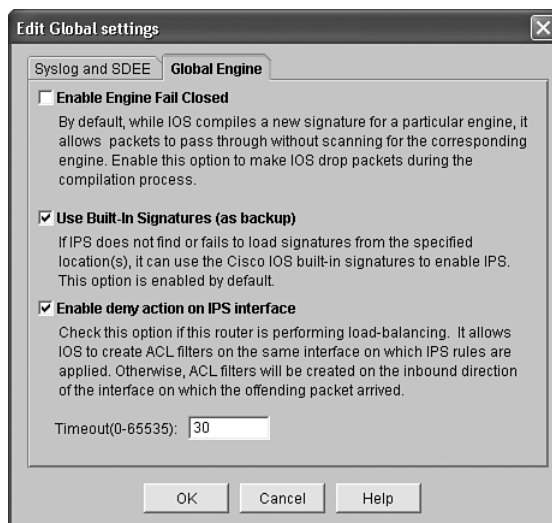 Edit Global settings
Syslog and SDEE
Global Engine
Enable Engine Fail Closed
By default, while IOS compiles a new signature for a particular engine, it
allows packets to pass through without scanning for the corresponding
engine. Enable this option to make IOS drop packets during the
compilation process.
Use Built-In Signatures (as backup)
If IPS does not find or fails to load signatures from the specified
location(s), it can use the Cisco IOS built-in signatures to enable IPS.
This option is enabled by default.
Enable deny action on IPS interface
Check this option if this router is performing load-balancing. It allows
IOS to create ACL filters on the same interface on which IPS rules are
applied. Otherwise, ACL filters will be created on the inbound direction
of the interface on which the offending packet arrived.
Timeout(0-65535): 30
OK
Cancel
Help